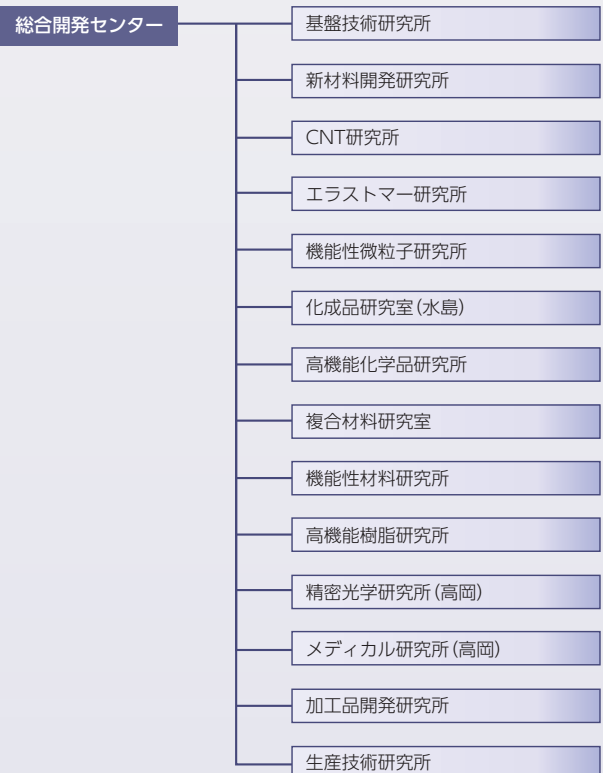 総合開発センター
基盤技術研究所
新材料開発研究所
CNT研究所
エラストマー研究所
機能性微粒子研究所
化成品研究室(水島)
高機能化学品研究所
複合材料研究室
機能性材料研究所
高機能樹脂研究所
精密光学研究所(高岡)
メディカル研究所(高岡)
加工品開発研究所
生産技術研究所